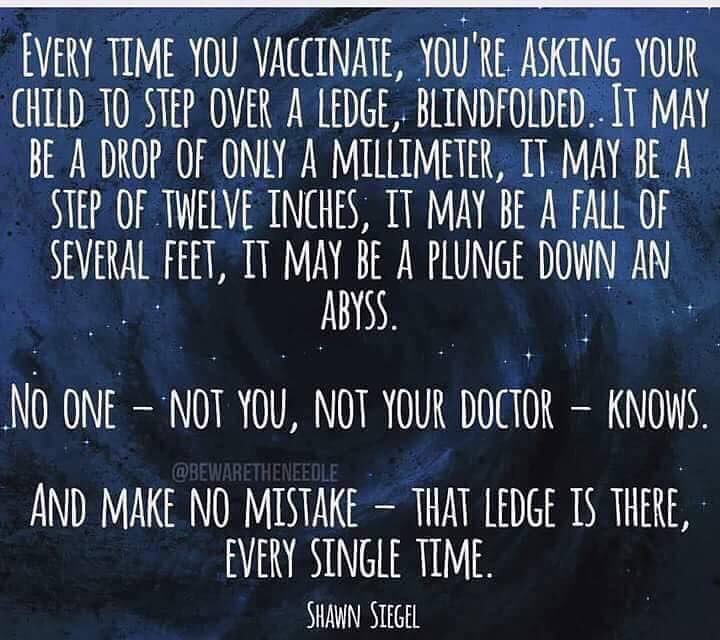 EVERY TIME YOU VACCINATE, YOU'RE ASKING YOUR
CHILD TO STEP OVER A LEDGE, BLINDFOLDED. IT MAY
BE A DROP OF ONLY A MILLIMETER, IT MAY BE A
STEP OF TWELVE INCHES, IT MAY BE A FALL OF
SEVERAL FEET, IT MAY BE A PLUNGE DOWN AN
ABYSS.
NO ONE – NOT YOU, NOT YOUR DOCTOR – KNOWS.
@BEWARETHENEEDLE
AND MAKE NO MISTAKE – THAT LEDGE IS THERE,
EVERY SINGLE TIME.
SHAWN SIEGEL